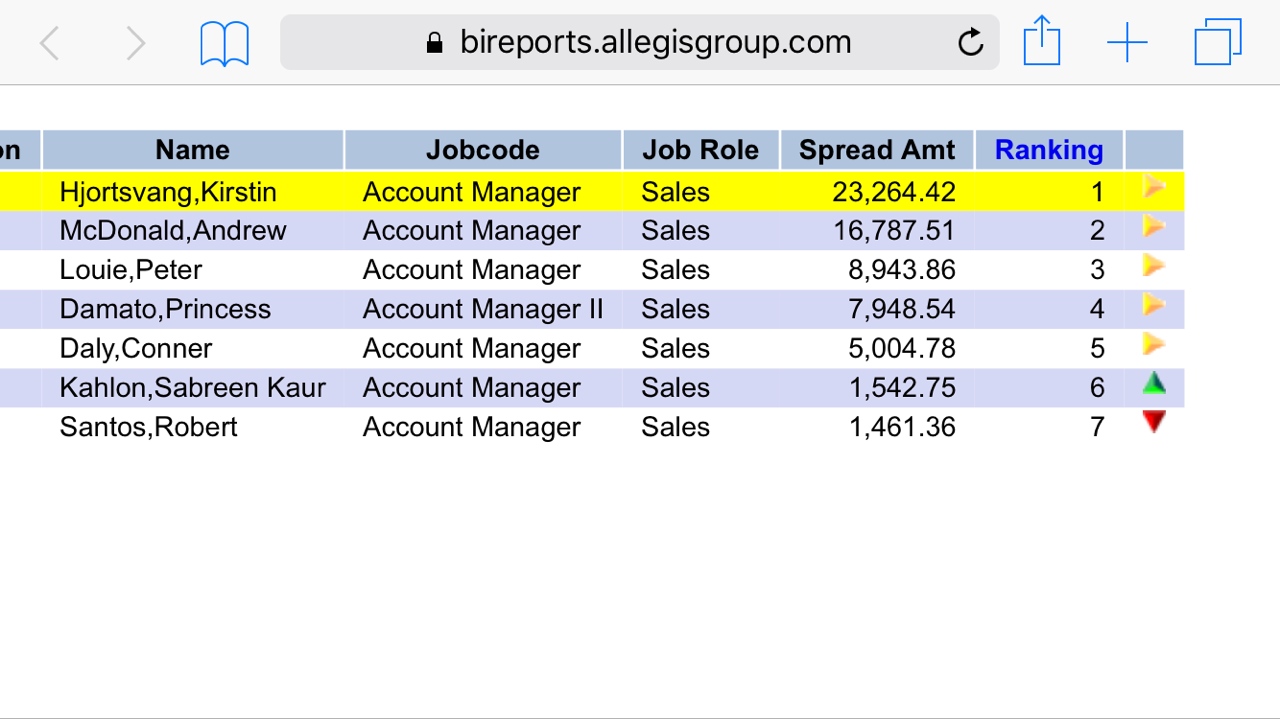 bireports.allegisgroup.com
on Name Jobcode Job Role Spread Amt Ranking
Hjortsvang,Kirstin Account Manager Sales 23,264.42 1
McDonald,Andrew Account Manager Sales 16,787.51 2
Louie,Peter Account Manager Sales 8,943.86 3
Damato,Princess Account Manager II Sales 7,948.54 4
Daly,Conner Account Manager Sales 5,004.78 5
Kahlon,Sabreen Kaur Account Manager Sales 1,542.75 6
Santos,Robert Account Manager Sales 1,461.36 7